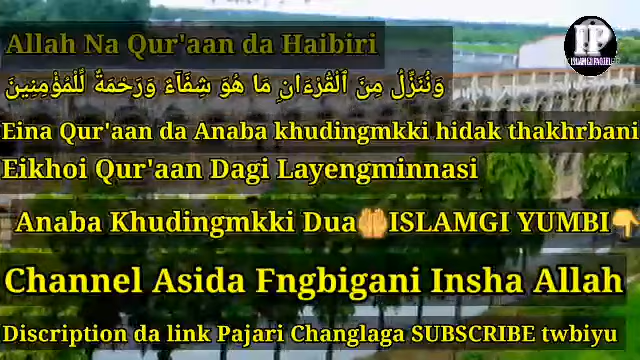 Allah Na Qur'aan da Haibiri
وَنُنَزِّلُ مِنَ ٱلْقُرْءَانِ مَا هُوَ شِفَآءٌ وَرَحْمَةٌ لِّلْمُؤْمِنِينَ
Eina Qur'aan da Anaba khudingmkki hidak thakhrbani
Eikhoi Qur'aan Dagi Layengminnasi
Anaba Khudingmkki Dua🤲ISLAMGI YUMBI👇
Channel Asida Fngbigani Insha Allah
Discription da link Pajari Changlaga SUBSCRIBE twbiyu